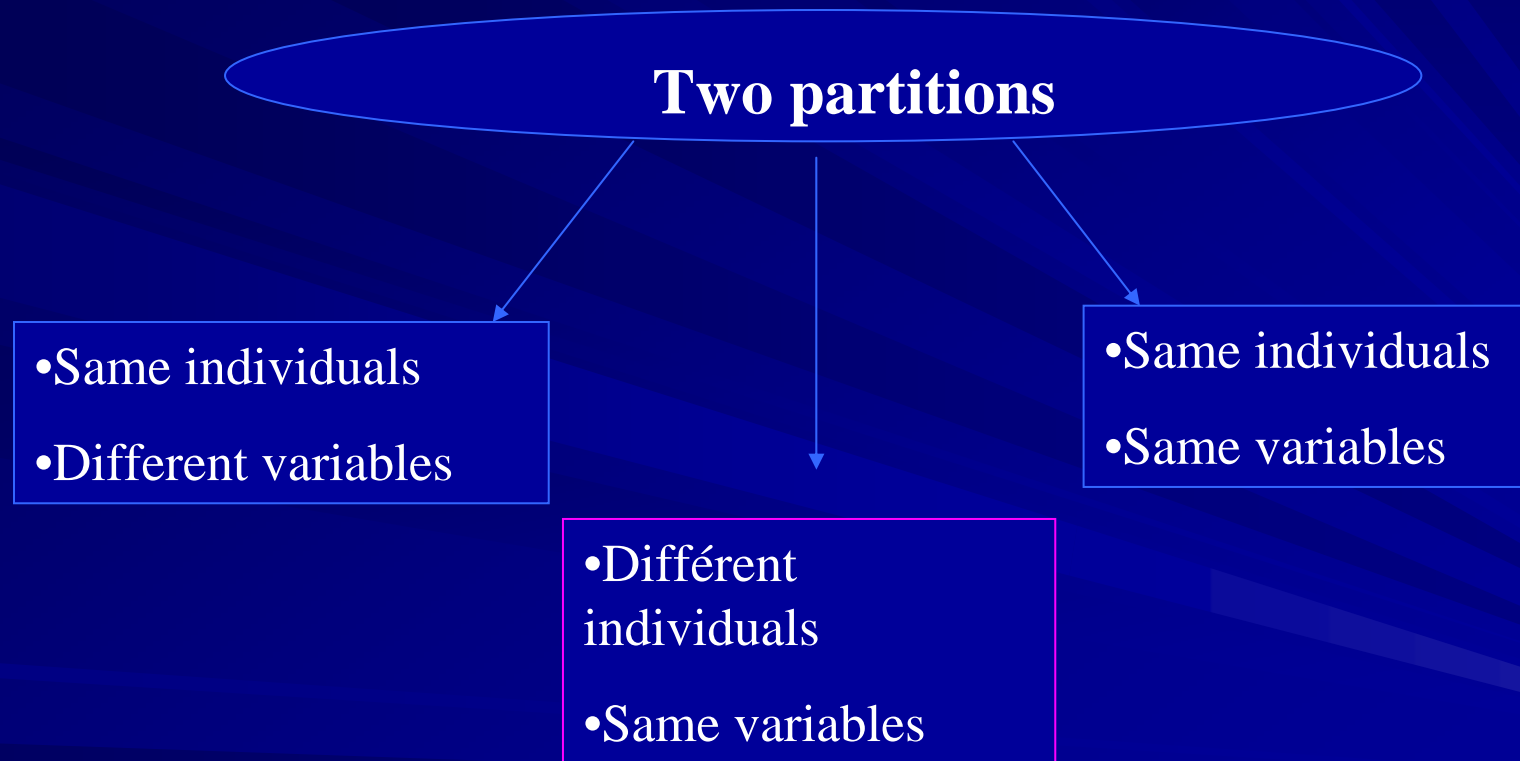 Two partitions
•Same individuals
•Different variables
•Différent
individuals
•Same variables
•Same individuals
•Same variables